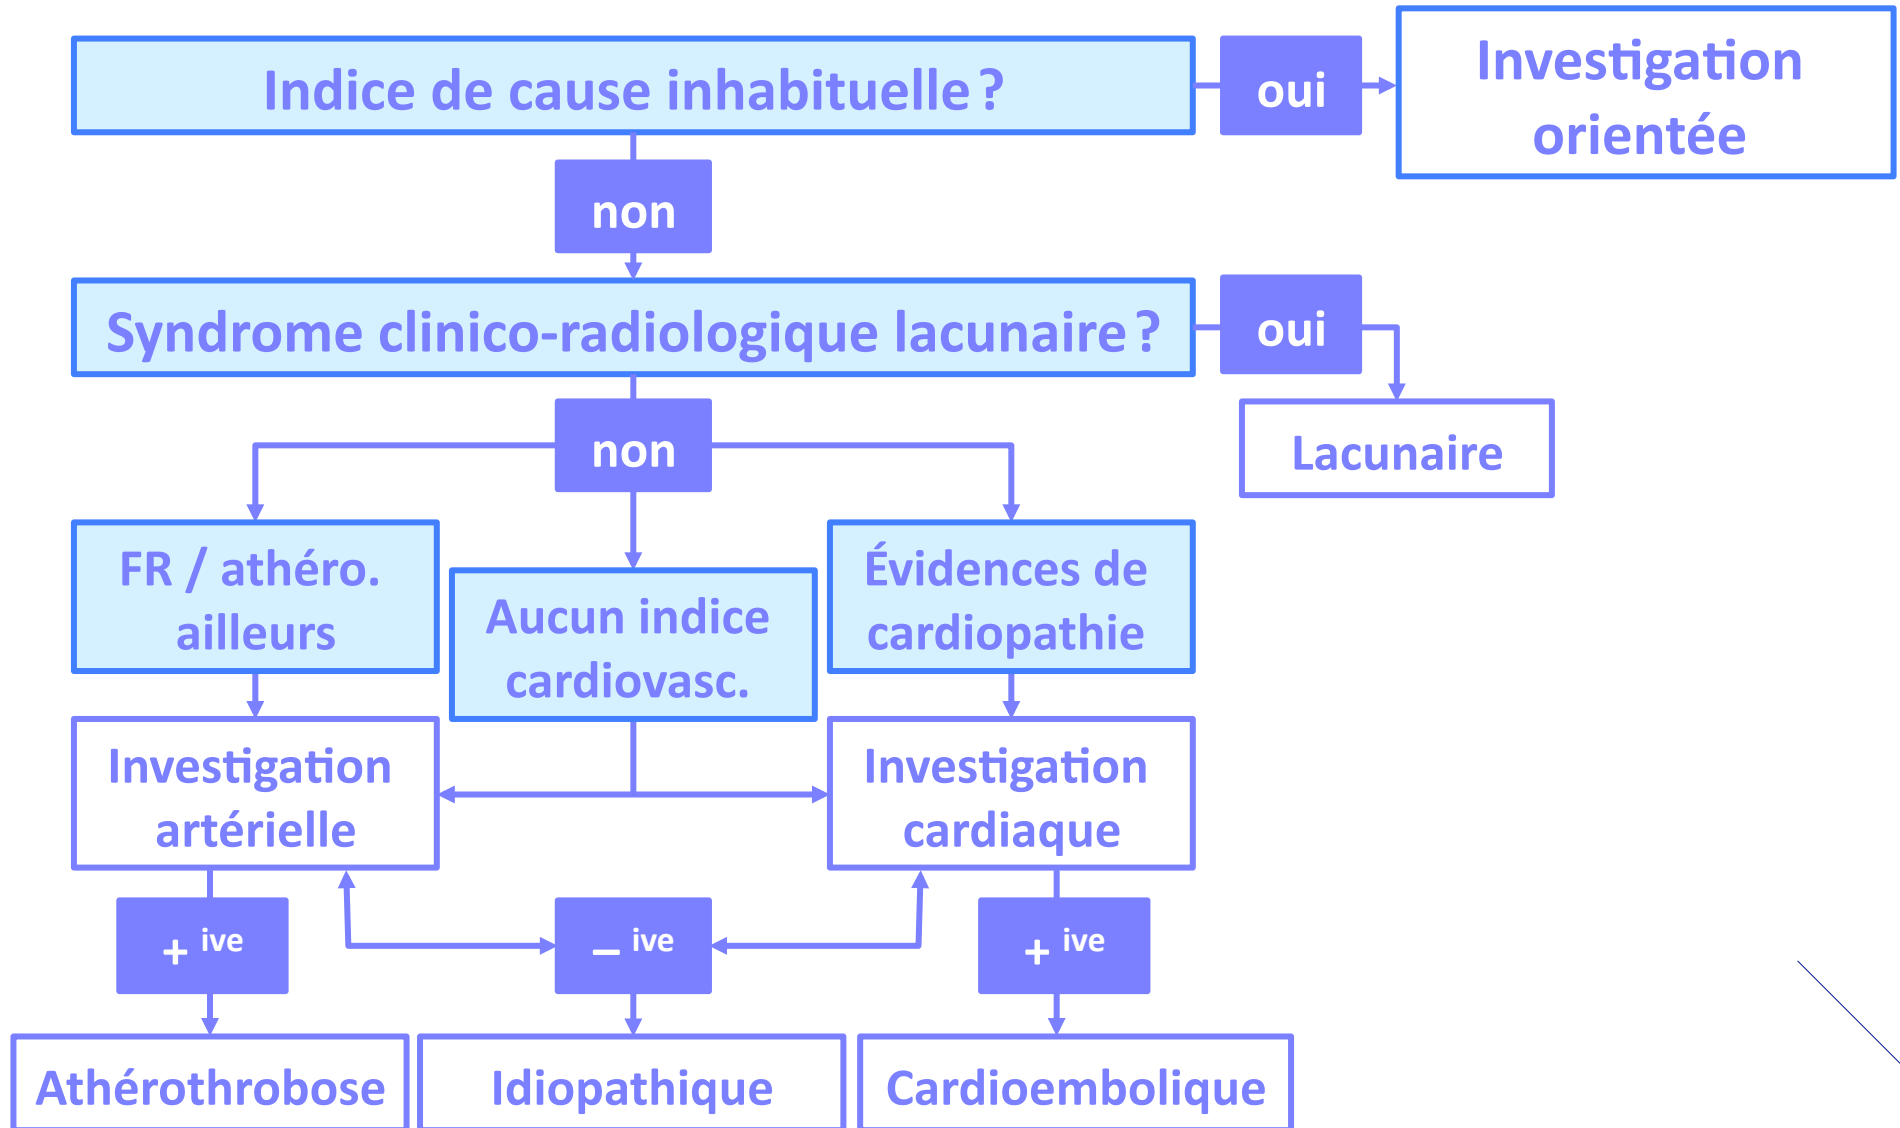 Indice de cause inhabituelle ?
oui
Investigation
orientée
non
Syndrome clinico-radiologique lacunaire ?
oui
non
Lacunaire
FR / athéro.
ailleurs
Aucun indice
cardiovasc.
Évidences de
cardiopathie
Investigation
artérielle
Investigation
cardiaque
+ ive
– ive
+ ive
Athérothrobose
Idiopathique
Cardioembolique